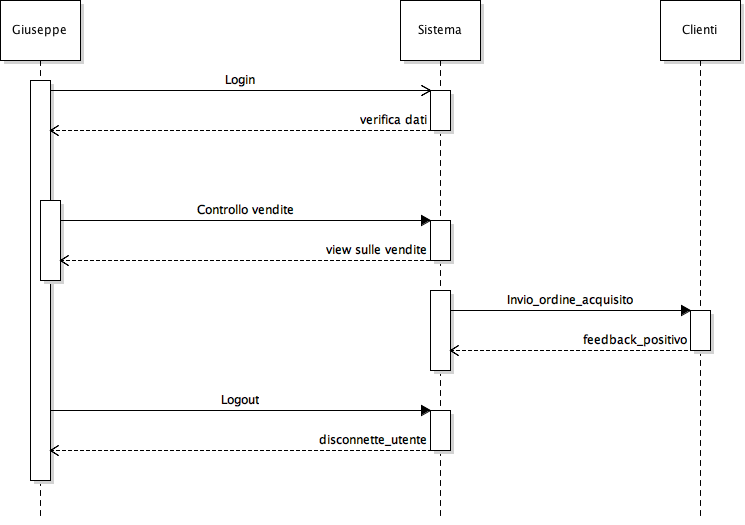 Giuseppe
Sistema
Clienti
Login
verifica dati
Controllo vendite
view sulle vendite
Invio_ordine_acquisito
feedback_positivo
Logout
disconnette_utente